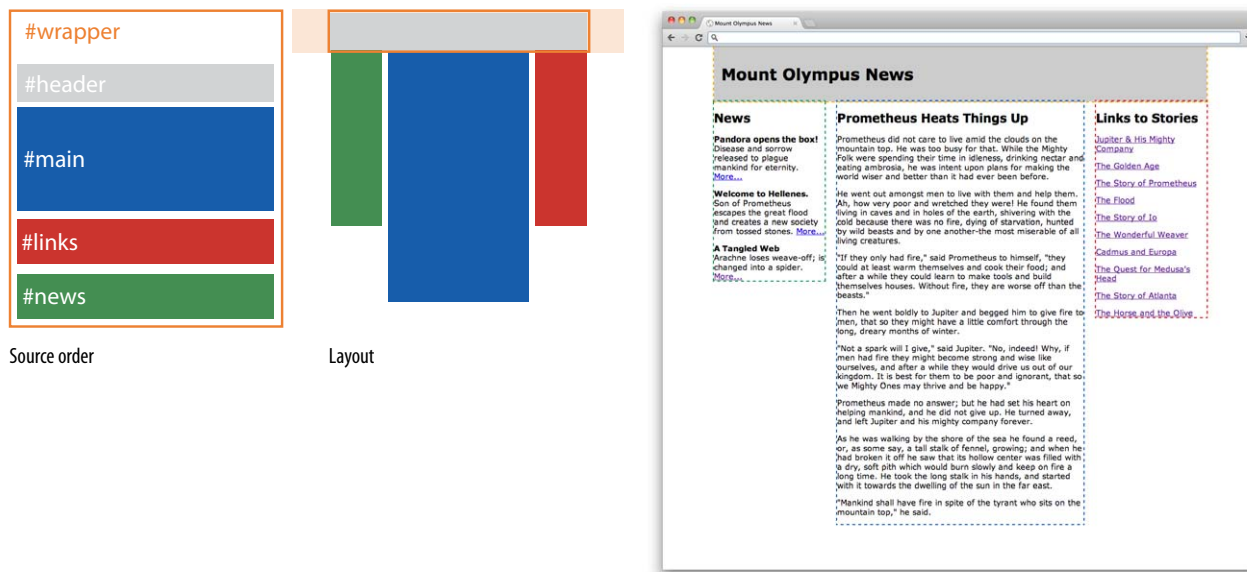 #wrapper
#header
#main
#links
#news
Source order
Layout
Mount Olympus News
Mount Olympus News
News
Pandora opens the box!
Disease and sorrow
released to plague
mankind for eternity.
More...
Welcome to Hellenes.
Son of Prometheus
escapes the great flood
and creates a new society
from tossed stones. More...
A Tangled Web
Arachne loses weave-off; is
changed into a spider.
More...
Prometheus Heats Things Up
Prometheus did not care to live amid the clouds on the
mountain top. He was too busy for that. While the Mighty
Folk were spending their time in idleness, drinking nectar and
eating ambrosia, he was intent upon plans for making the
world wiser and better than it had ever been before.
He went out amongst men to live with them and help them.
Ah, how very poor and wretched they were! He found them
living in caves and in holes of the earth, shivering with the
cold because there was no fire, dying of starvation, hunted
by wild beasts and by one another-the most miserable of all
living creatures.
"If they only had fire," said Prometheus to himself, "they
could at least warm themselves and cook their food; and
after a while they could learn to make tools and build
themselves houses. Without fire, they are worse off than the
beasts."
Then he went boldly to Jupiter and begged him to give fire to
men, that so they might have a little comfort through the
long, dreary months of winter.
"Not a spark will I give," said Jupiter. "No, indeed! Why, if
men had fire they might become strong and wise like
ourselves, and after a while they would drive us out of our
kingdom. It is best for them to be poor and ignorant, that so
we Mighty Ones may thrive and be happy."
Prometheus made no answer; but he had set his heart on
helping mankind, and he did not give up. He turned away,
and left Jupiter and his mighty company forever.
As he was walking by the shore of the sea he found a reed,
or, as some say, a tall stalk of fennel, growing; and when he
had broken it off he saw that its hollow center was filled with
a dry, soft pith which would burn slowly and keep on fire a
long time. He took the long stalk in his hands, and started
with it towards the dwelling of the sun in the far east.
"Mankind shall have fire in spite of the tyrant who sits on the
mountain top," he said.
Links to Stories
Jupiter & His Mighty
Company
The Golden Age
The Story of Prometheus
The Flood
The Story of Io
The Wonderful Weaver
Cadmus and Europa
The Quest for Medusa's
Head
The Story of Atlanta
The Horse and the Olive